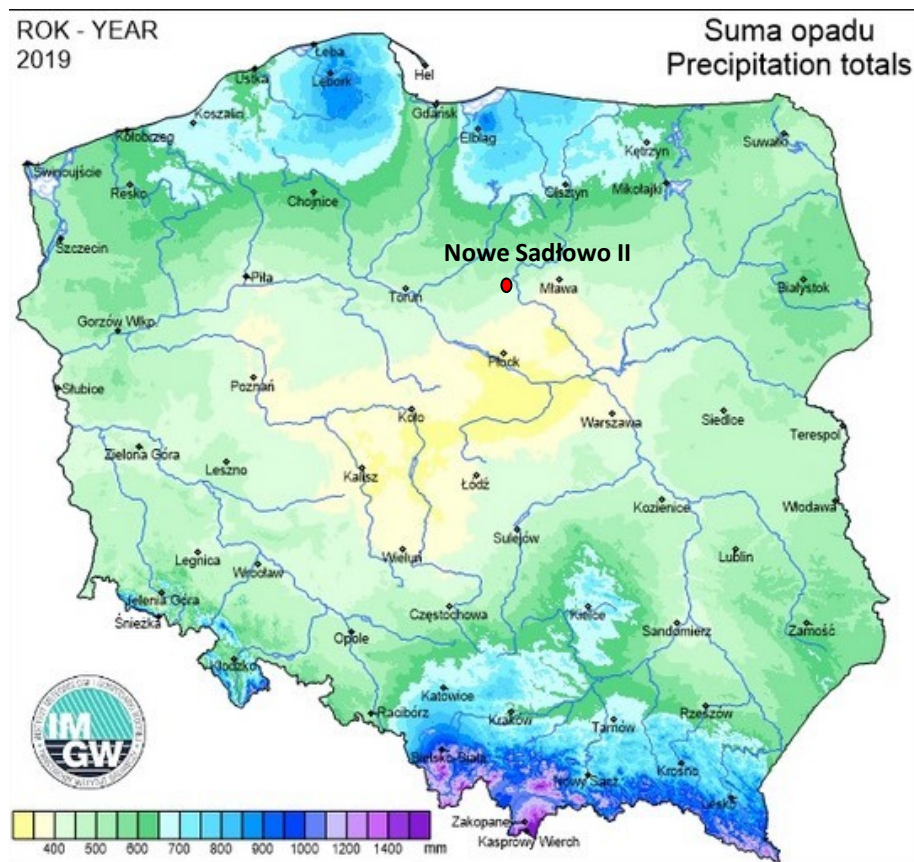 ROK - YEAR
2019
Suma opadu
Precipitation totals
Łeba
Ustka
Lębork
Hel
Koszalin
Gdańsk
Kołobrzeg
Elbląg
Kętrzyn
Suwałki
Świnoujście
Resko
Chojnice
Olsztyn
Mikołajki
Szczecin
Nowe Sadłowo II
Piła
Toruń
Mława
Białystok
Gorzów Wlkp.
Płock
Słubice
Poznań
Koło
Warszawa
Siedlce
Terespol
Zielona Góra
Leszno
Kalisz
Łódź
Kozienice
Włodawa
Sulejów
Legnica
Wrocław
Wieluń
Lublin
Jelenia Góra
Śnieżka
Częstochowa
Kielce
Opole
Sandomierz
Zamość
Kłodzko
Katowice
Racibórz
Kraków
Tarnów
Rzeszów
IM
GW
Bielsko-Biała
Nowy Sącz
Krosno
Lesko
Zakopane
Kasprowy Wierch
400 500 600 700 800 900 1000 1200 1400 mm